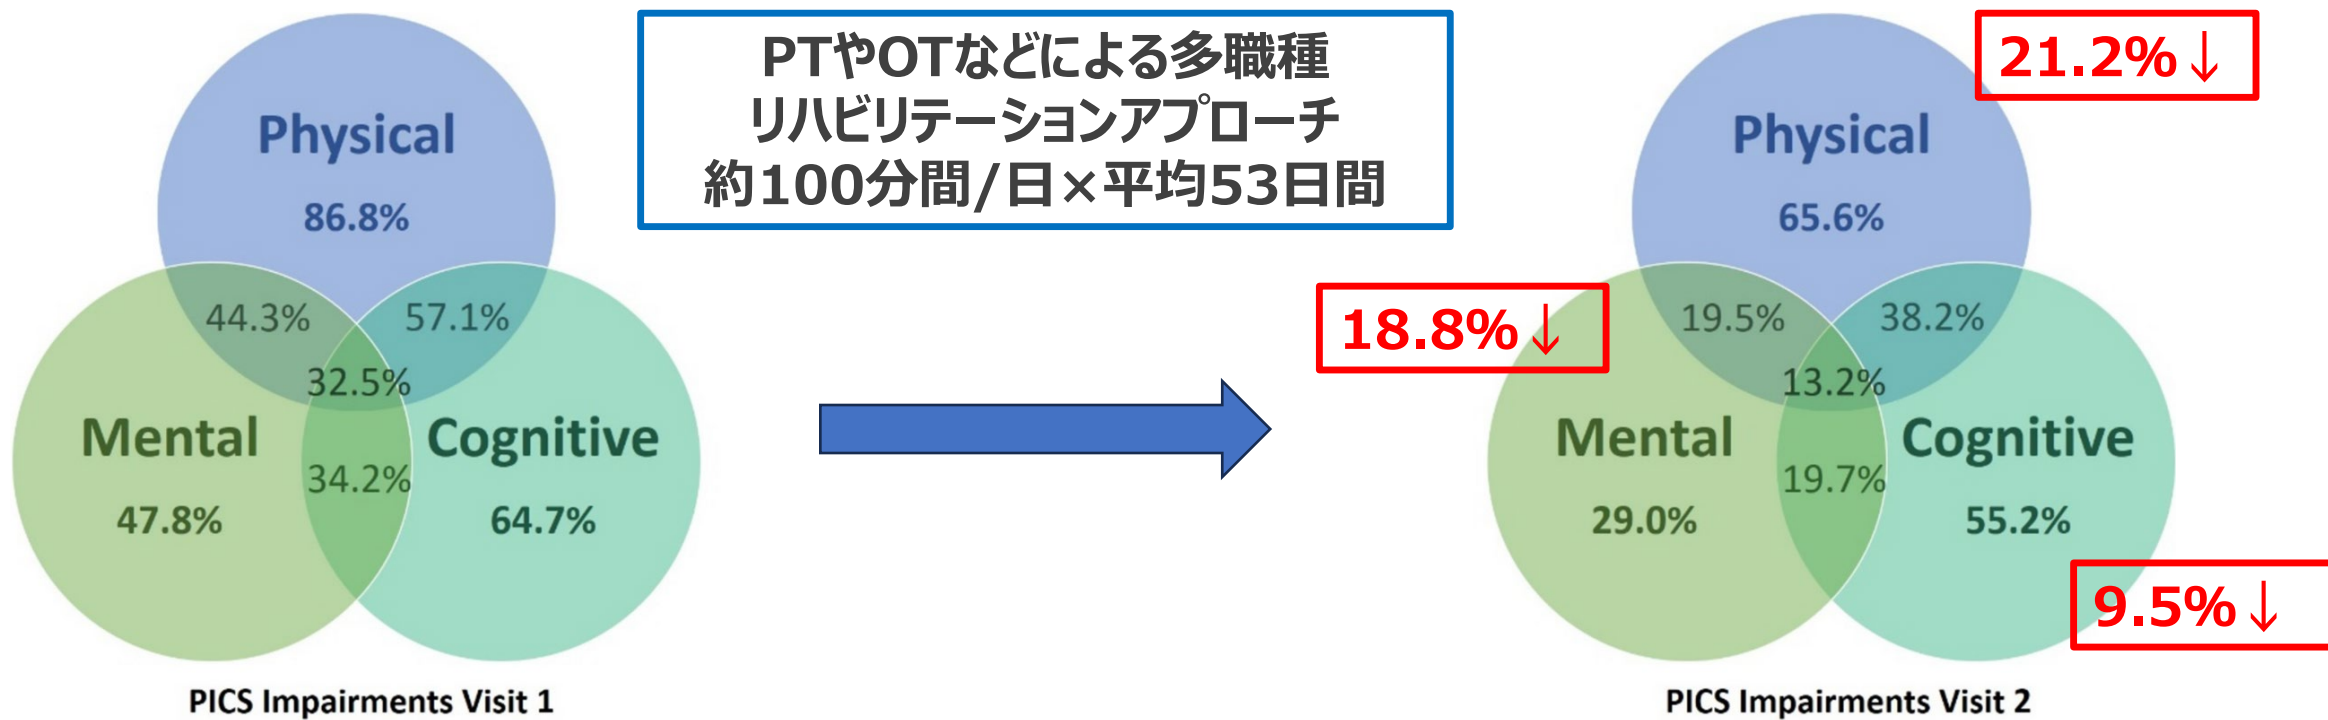 PTやOTなどによる多職種
リハビリテーションアプローチ
約100分間/日×平均53日間
Physical
86.8%
44.3%
57.1%
32.5%
Mental
Cognitive
34.2%
47.8%
64.7%
PICS Impairments Visit 1
21.2%↓
Physical
65.6%
18.8%↓
19.5%
38.2%
13.2%
Mental
Cognitive
19.7%
29.0%
55.2%
9.5%↓
PICS Impairments Visit 2